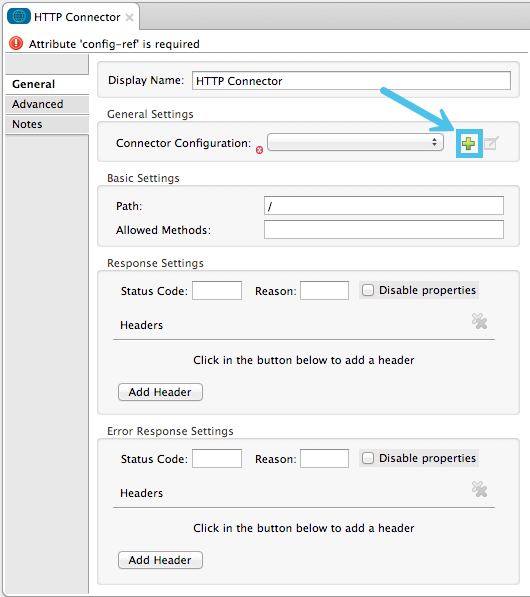 HTTP Connector
Attribute 'config-ref' is required
General
Advanced
Notes
Display Name: HTTP Connector
General Settings
Connector Configuration:
Basic Settings
Path: /
Allowed Methods:
Response Settings
Status Code: Reason: Disable properties
Headers
Click in the button below to add a header
Add Header
Error Response Settings
Status Code: Reason: Disable properties
Headers
Click in the button below to add a header
Add Header